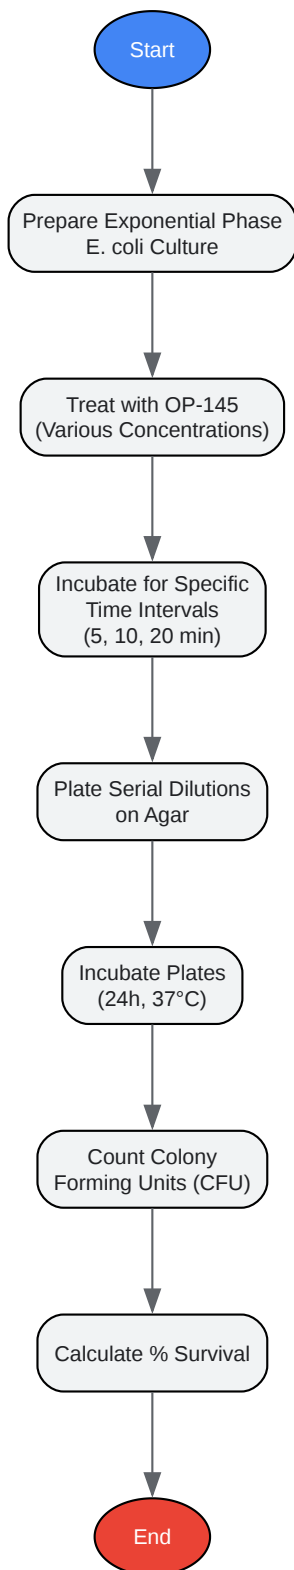 Start
Prepare Exponential Phase
E. coli Culture
Treat with OP-145
(Various Concentrations)
Incubate for Specific
Time Intervals
(5, 10, 20 min)
Plate Serial Dilutions
on Agar
Incubate Plates
(24h, 37°C)
Count Colony
Forming Units (CFU)
Calculate % Survival
End